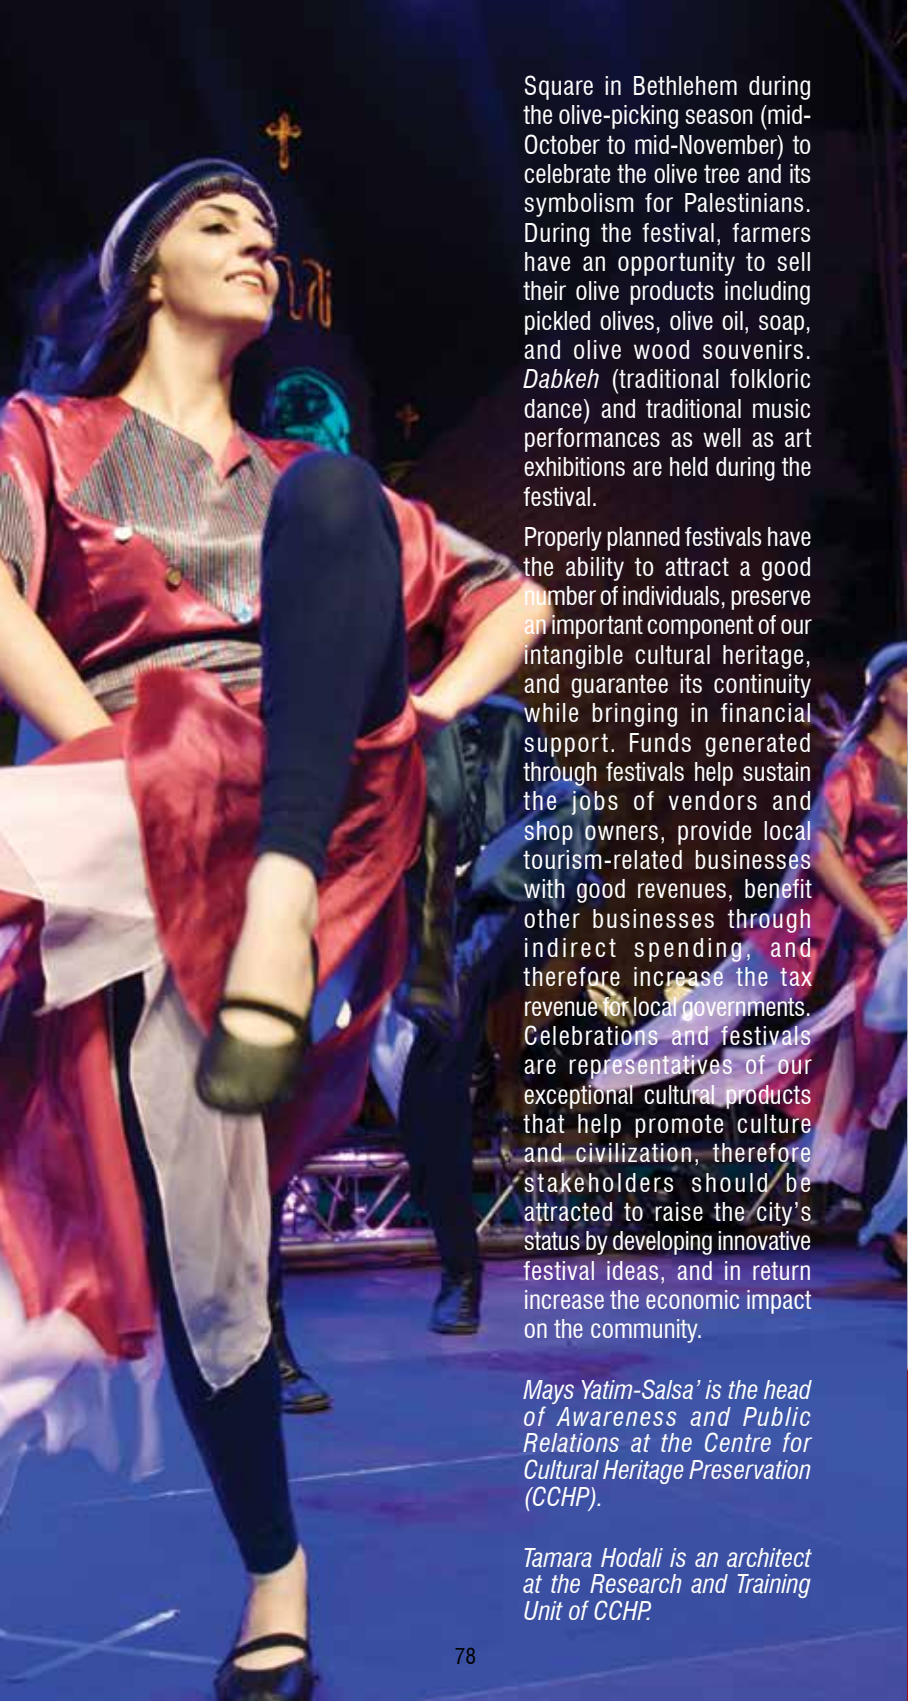 Square in Bethlehem during
the olive-picking season (mid-
October to mid-November) to
celebrate the olive tree and its
symbolism for Palestinians.
During the festival, farmers
have an opportunity to sell
their olive products including
pickled olives, olive oil, soap,
and olive wood souvenirs.
Dabkeh (traditional folkloric
dance) and traditional music
performances as well as art
exhibitions are held during the
festival.
Properly planned festivals have
the ability to attract a good
number of individuals, preserve
an important component of our
intangible cultural heritage,
and guarantee its continuity
while bringing in financial
support. Funds generated
through festivals help sustain
the jobs of vendors and
shop owners, provide local
tourism-related businesses
with good revenues, benefit
other businesses through
indirect spending, and
therefore increase the tax
revenue for local governments.
Celebrations and festivals
are representatives of our
exceptional cultural products
that help promote culture
and civilization, therefore
stakeholders should be
attracted to raise the city’s
status by developing innovative
festival ideas, and in return
increase the economic impact
on the community.
Mays Yatim-Salsa’ is the head
of Awareness and Public
Relations at the Centre for
Cultural Heritage Preservation
(CCHP).
Tamara Hodali is an architect
at the Research and Training
Unit of CCHP.
78